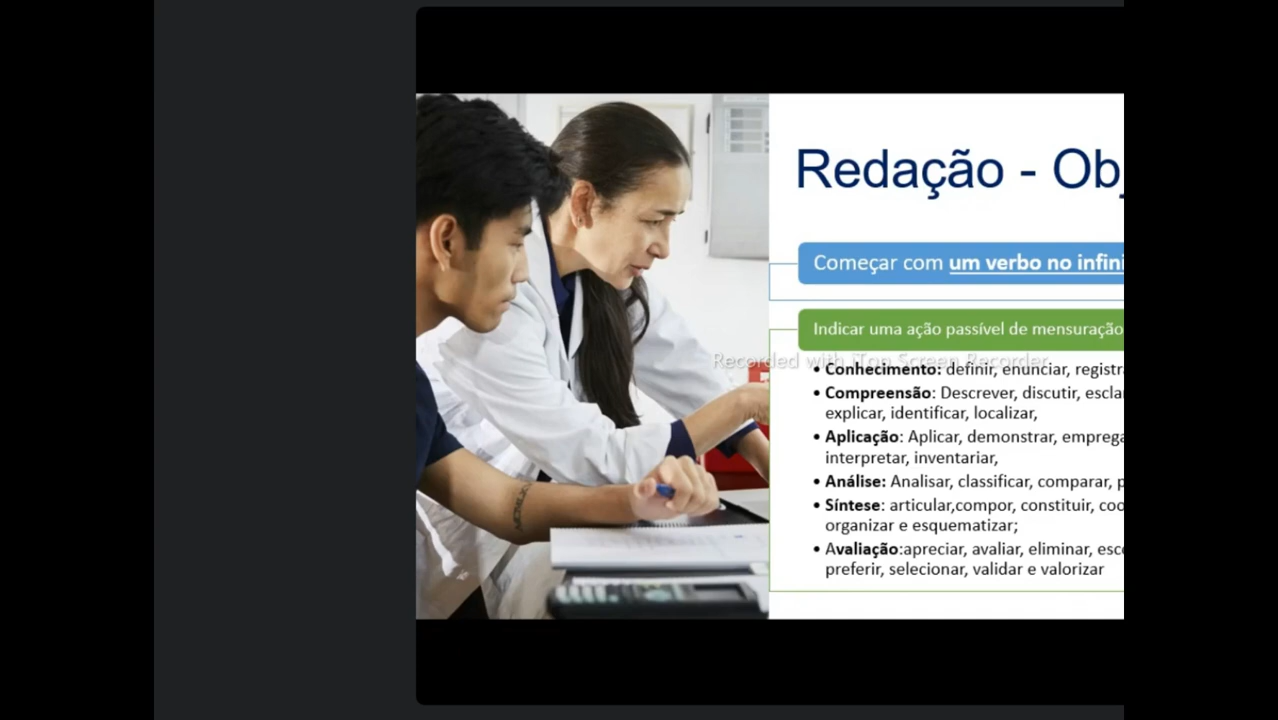 Redação - Ob
Começar com um verbo no infini
Indicar uma ação passível de mensuração
Recorded with iTop Screen Recorder
• Conhecimento: definir, enunciar, registr
• Compreensão: Descrever, discutir, escla
explicar, identificar, localizar,
• Aplicação: Aplicar, demonstrar, emprega
interpretar, inventariar,
• Análise: Analisar, classificar, comparar, p
• Síntese: articular,compor, constituir, coo
organizar e esquematizar;
• Avaliação:apreciar, avaliar, eliminar, esc
preferir, selecionar, validar e valorizar